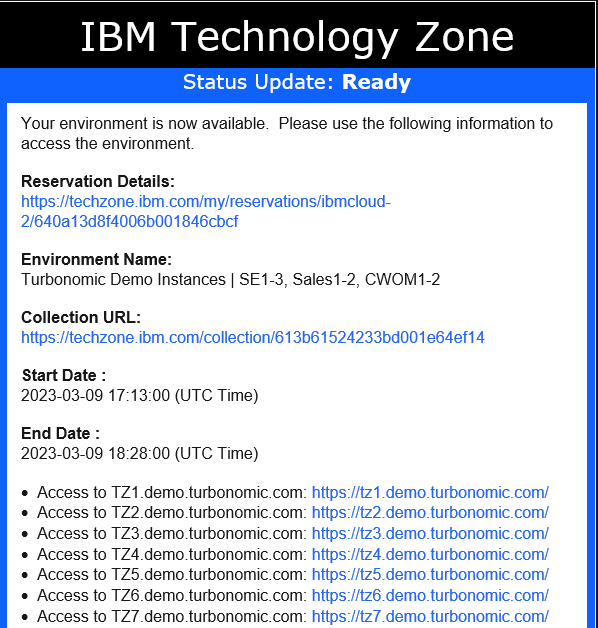 IBM Technology Zone
Status Update: Ready
Your environment is now available.  Please use the following information to
access the environment.
Reservation Details:
https://techzone.ibm.com/my/reservations/ibmcloud-
2/640a13d8f4006b001846cbcf
Environment Name:
Turbonomic Demo Instances | SE1-3, Sales1-2, CWOM1-2
Collection URL:
https://techzone.ibm.com/collection/613b61524233bd001e64ef14
Start Date :
2023-03-09 17:13:00 (UTC Time)
End Date :
2023-03-09 18:28:00 (UTC Time)
• Access to TZ1.demo.turbonomic.com: https://tz1.demo.turbonomic.com/
• Access to TZ2.demo.turbonomic.com: https://tz2.demo.turbonomic.com/
• Access to TZ3.demo.turbonomic.com: https://tz3.demo.turbonomic.com/
• Access to TZ4.demo.turbonomic.com: https://tz4.demo.turbonomic.com/
• Access to TZ5.demo.turbonomic.com: https://tz5.demo.turbonomic.com/
• Access to TZ6.demo.turbonomic.com: https://tz6.demo.turbonomic.com/
• Access to TZ7.demo.turbonomic.com: https://tz7.demo.turbonomic.com/